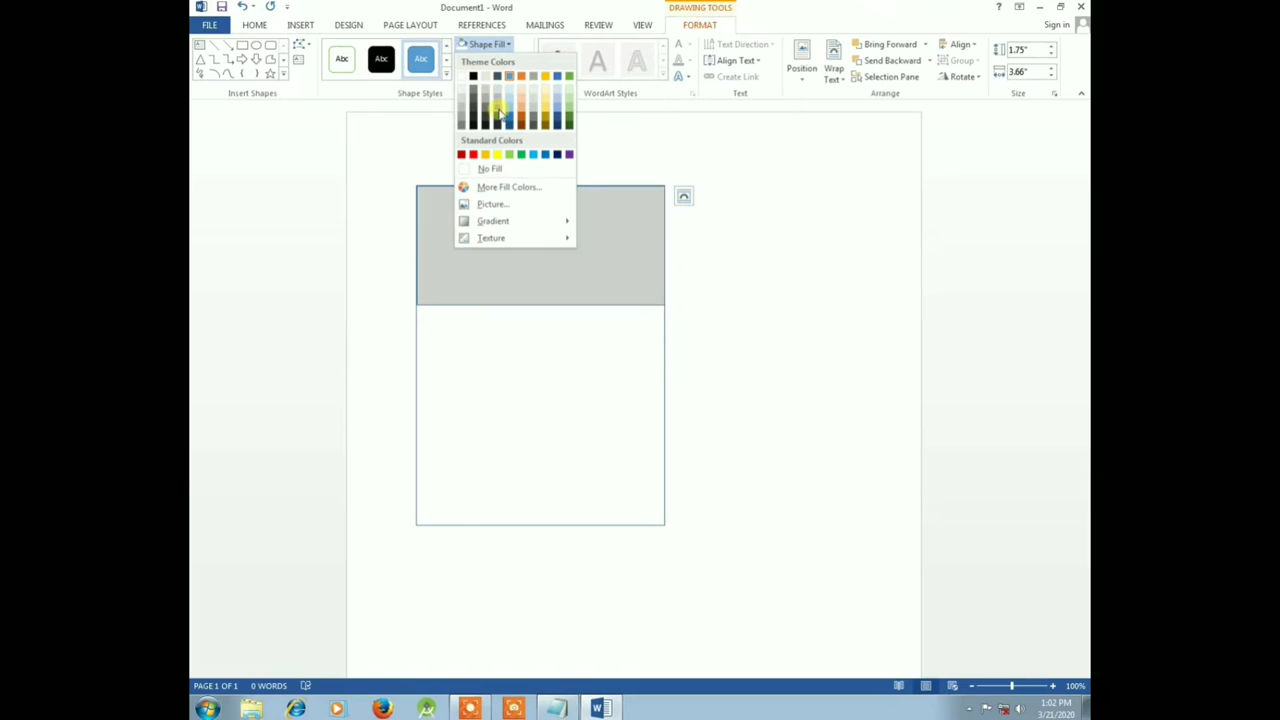 Document1 - Word
DRAWING TOOLS
?
FILE HOME INSERT DESIGN PAGE LAYOUT REFERENCES MAILINGS REVIEW VIEW FORMAT
Sign in
Abc Abc Abc
Shape Fill
A A
Text Direction
Align Text
Create Link
Position
Wrap Text
Bring Forward
Send Backward
Selection Pane
Align
Group
Rotate
1.75"
3.66"
Insert Shapes Shape Styles WordArt Styles Text Arrange Size
Theme Colors
Standard Colors
No Fill
More Fill Colors...
Picture...
Gradient
Texture
PAGE 1 OF 1 0 WORDS
100%
1:02 PM
3/21/2020